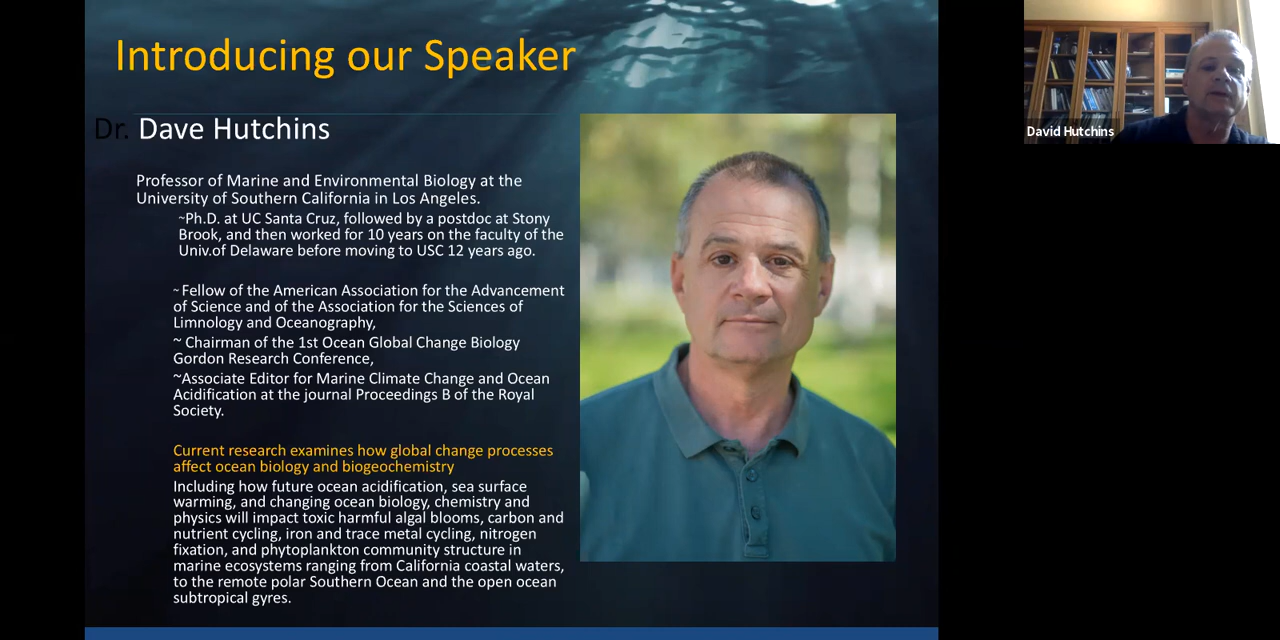 Introducing our Speaker
Dr. Dave Hutchins
Professor of Marine and Environmental Biology at the
University of Southern California in Los Angeles.
~Ph.D. at UC Santa Cruz, followed by a postdoc at Stony
Brook, and then worked for 10 years on the faculty of the
Univ.of Delaware before moving to USC 12 years ago.
~Fellow of the American Association for the Advancement
of Science and of the Association for the Sciences of
Limnology and Oceanography,
~ Chairman of the 1st Ocean Global Change Biology
Gordon Research Conference,
~Associate Editor for Marine Climate Change and Ocean
Acidification at the journal Proceedings B of the Royal
Society.
Current research examines how global change processes
affect ocean biology and biogeochemistry
Including how future ocean acidification, sea surface
warming, and changing ocean biology, chemistry and
physics will impact toxic harmful algal blooms, carbon and
nutrient cycling, iron and trace metal cycling, nitrogen
fixation, and phytoplankton community structure in
marine ecosystems ranging from California coastal waters,
to the remote polar Southern Ocean and the open ocean
subtropical gyres.
David Hutchins